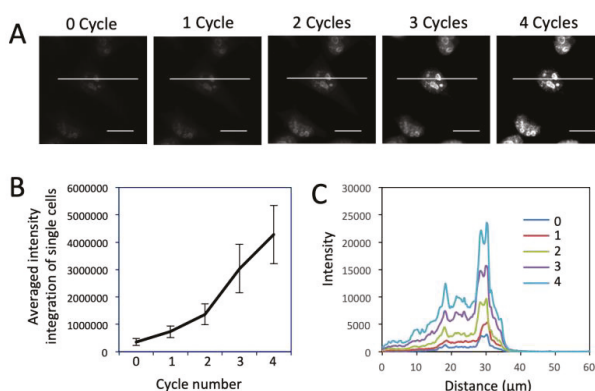 A
0 Cycle 1 Cycle 2 Cycles 3 Cycles 4 Cycles
B
Averaged intensity
integration of single cells
6000000
5000000
4000000
3000000
2000000
1000000
0
0 1 2 3 4
Cycle number
C
Intensity
30000
25000
20000
15000
10000
5000
0
0 10 20 30 40 50 60
Distance (μm)
0
1
2
3
4